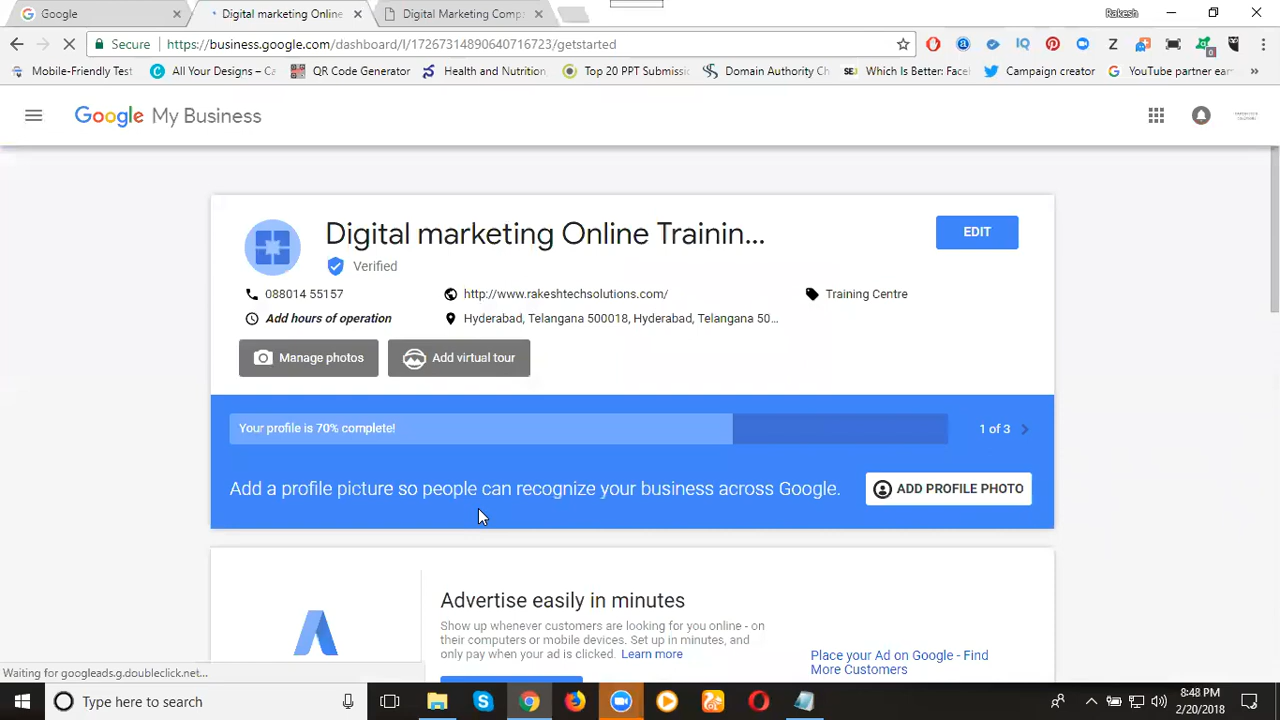 Google
Digital marketing Online
Digital Marketing Comp
Rakesh
Secure
https://business.google.com/dashboard/l/17267314890640716723/getstarted
Mobile-Friendly Test
All Your Designs – Ca
QR Code Generator
Health and Nutrition
Top 20 PPT Submissi
Domain Authority Ch
Which Is Better: Facel
Campaign creator
YouTube partner ear
Google My Business
Digital marketing Online Trainin...
EDIT
Verified
088014 55157
http://www.rakeshtechsolutions.com/
Training Centre
Add hours of operation
Hyderabad, Telangana 500018, Hyderabad, Telangana 50...
Manage photos
Add virtual tour
Your profile is 70% complete!
1 of 3
Add a profile picture so people can recognize your business across Google.
ADD PROFILE PHOTO
Advertise easily in minutes
Show up whenever customers are looking for you online - on
their computers or mobile devices. Set up in minutes, and
only pay when your ad is clicked. Learn more
Place your Ad on Google - Find
More Customers
Waiting for googleads.g.doubleclick.net...
Type here to search
8:48 PM
2/20/2018